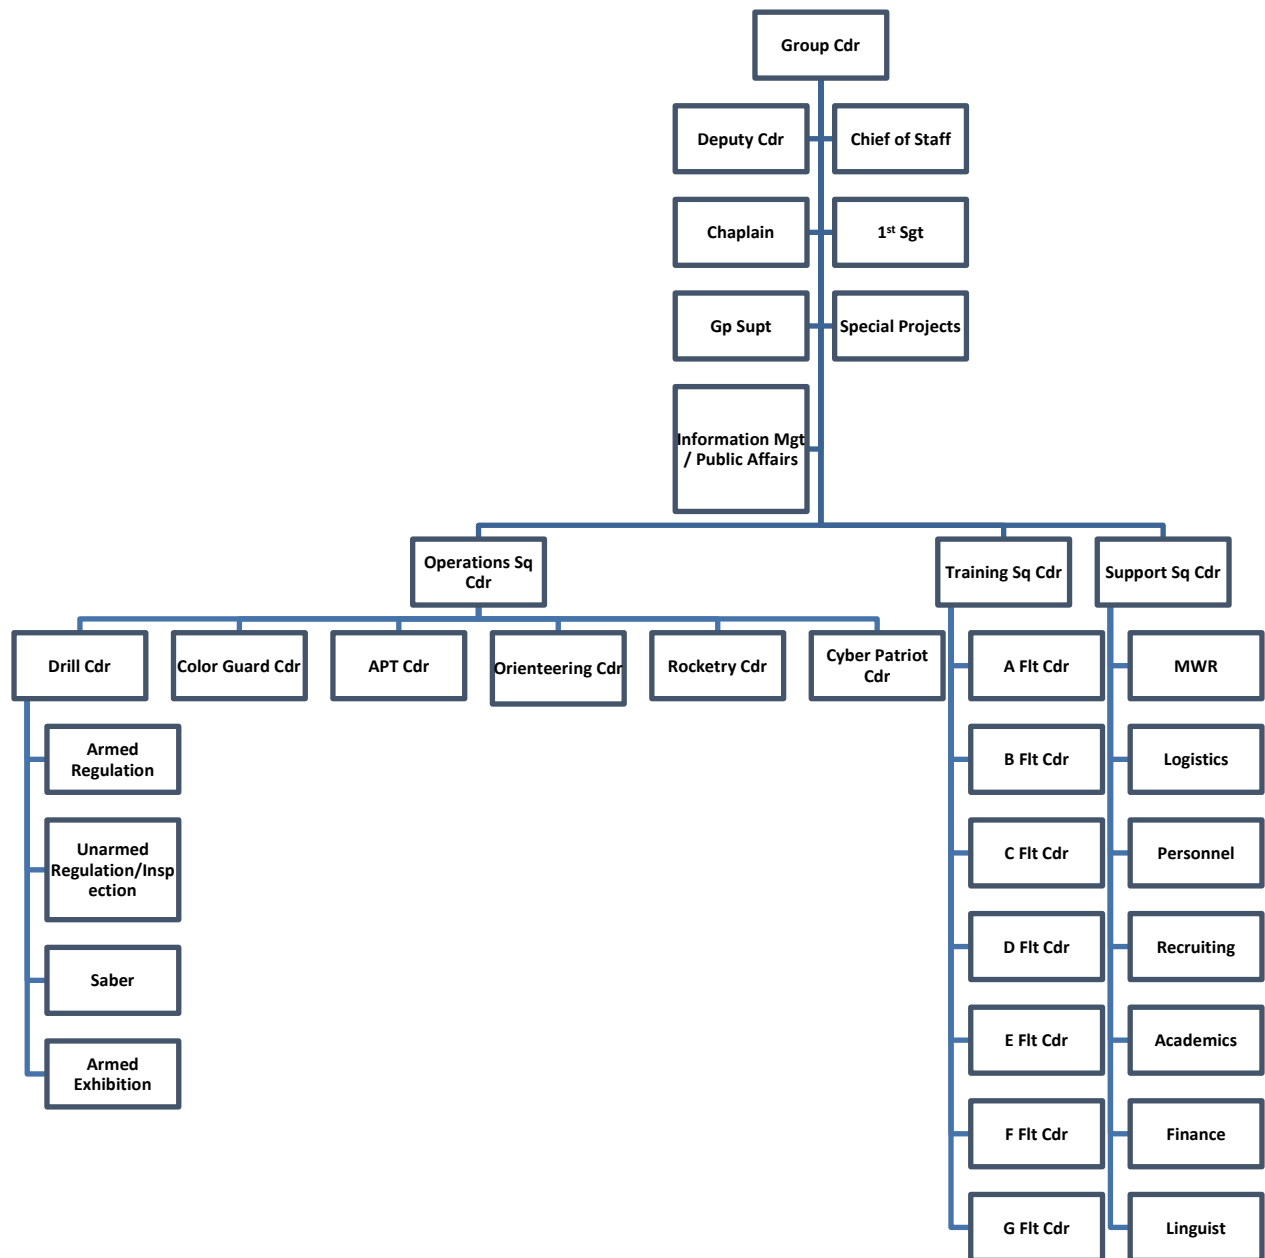 Group Cdr
Deputy Cdr
Chief of Staff
Chaplain
1st Sgt
Gp Supt
Special Projects
Information Mgt
/ Public Affairs
Operations Sq
Cdr
Training Sq Cdr
Support Sq Cdr
Drill Cdr
Color Guard Cdr
APT Cdr
Orienteering Cdr
Rocketry Cdr
Cyber Patriot
Cdr
A Flt Cdr
MWR
Armed
Regulation
B Flt Cdr
Logistics
Unarmed
Regulation/Insp
ection
C Flt Cdr
Personnel
Saber
D Flt Cdr
Recruiting
Armed
Exhibition
E Flt Cdr
Academics
F Flt Cdr
Finance
G Flt Cdr
Linguist